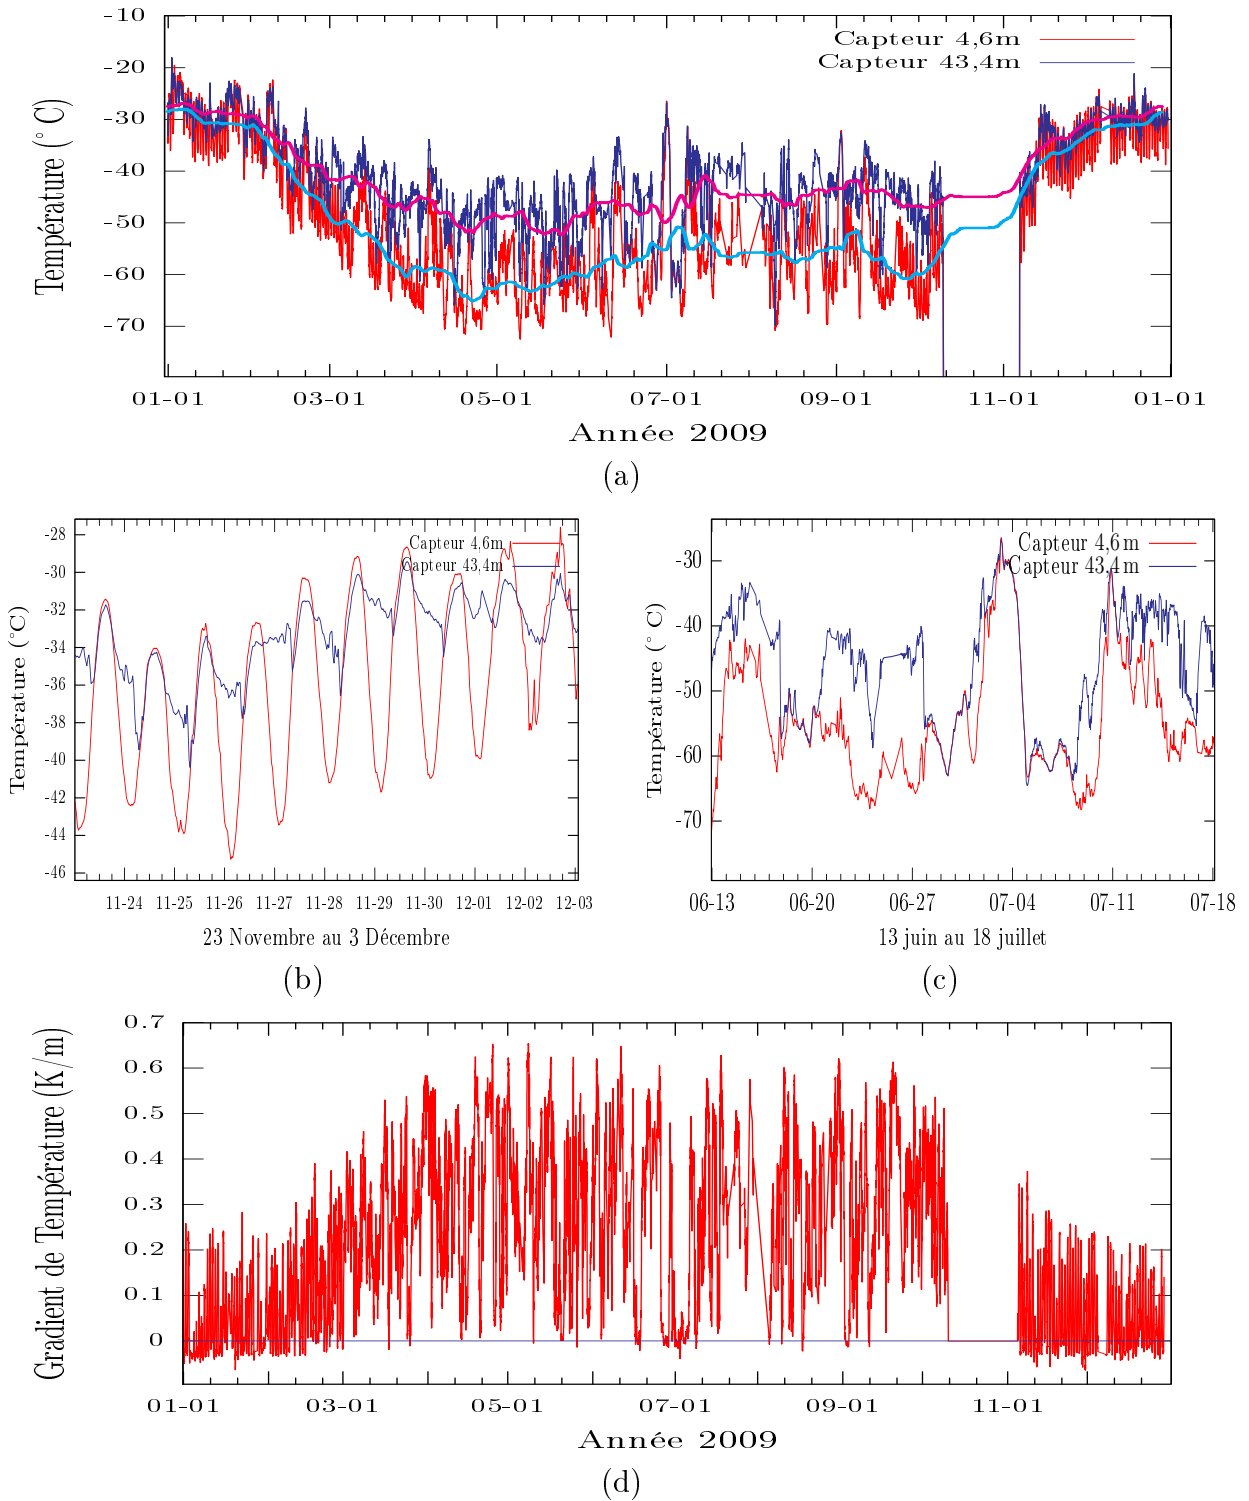 -10
-20
-30
-40
-50
-60
-70
Température (°C)
Capteur 4,6m
Capteur 43,4m
01-01 03-01 05-01 07-01 09-01 11-01 01-01
Année 2009
(a)
-28
-30
-32
-34
-36
-38
-40
-42
-44
-46
Température (°C)
Capteur 4,6m
Capteur 43,4m
11-24 11-25 11-26 11-27 11-28 11-29 11-30 12-01 12-02 12-03
23 Novembre au 3 Décembre
(b)
-30
-40
-50
-60
-70
Température (°C)
Capteur 4,6m
Capteur 43,4m
06-13 06-20 06-27 07-04 07-11 07-18
13 juin au 18 juillet
(c)
0.7
0.6
0.5
0.4
0.3
0.2
0.1
0
Gradient de Température (K/m)
01-01 03-01 05-01 07-01 09-01 11-01
Année 2009
(d)